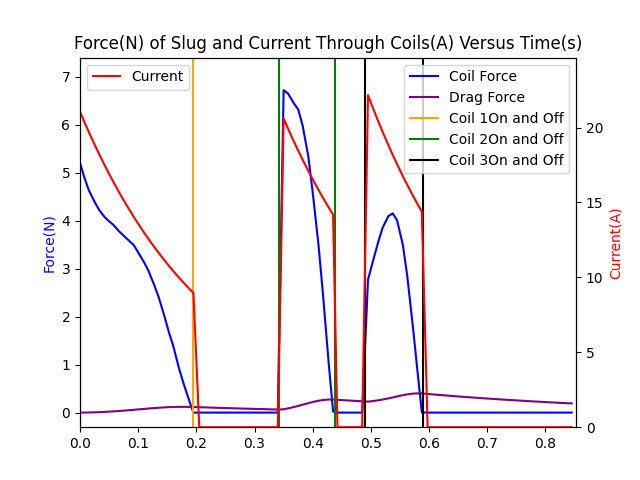 Force(N) of Slug and Current Through Coils(A) Versus Time(s)
Current
Coil Force
Drag Force
Coil 1On and Off
Coil 2On and Off
Coil 3On and Off
Force(N)
7
6
5
4
3
2
1
0
Current(A)
20
15
10
5
0
0.0 0.1 0.2 0.3 0.4 0.5 0.6 0.7 0.8